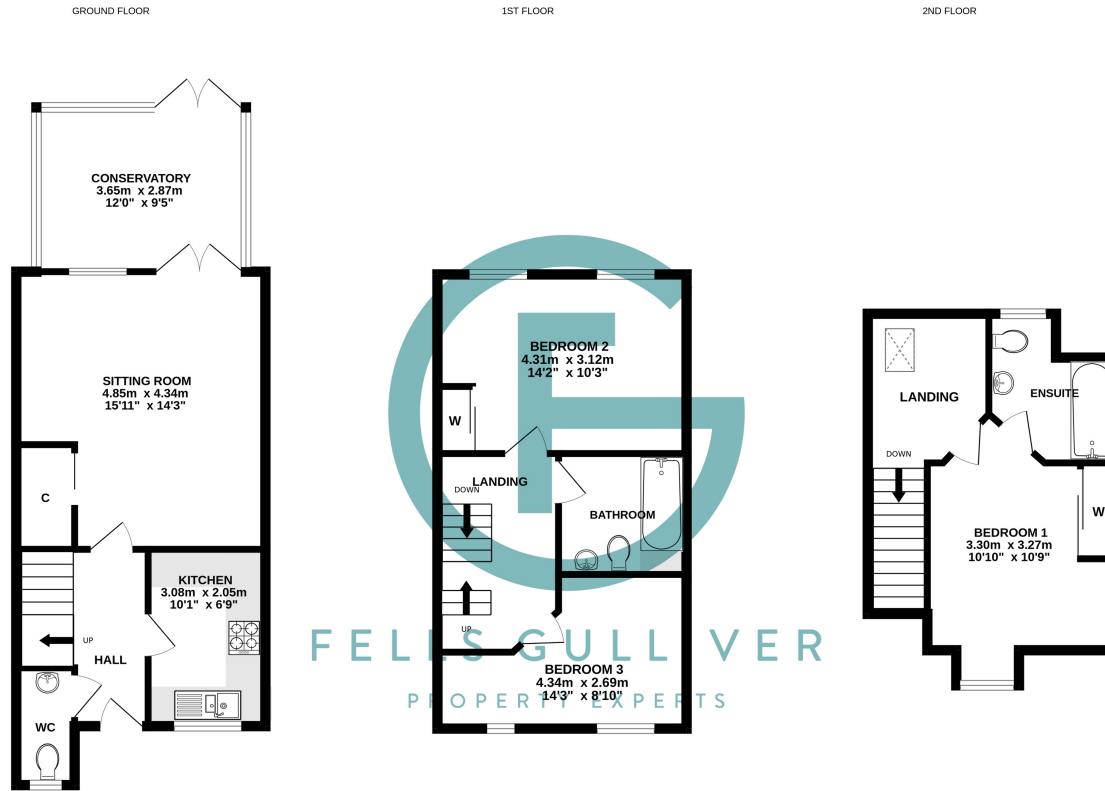 GROUND FLOOR
CONSERVATORY
3.65m x 2.87m
12'0" x 9'5"
SITTING ROOM
4.85m x 4.34m
15'11" x 14'3"
C
KITCHEN
3.08m x 2.05m
10'1" x 6'9"
UP
HALL
WC
1ST FLOOR
BEDROOM 2
4.31m x 3.12m
14'2" x 10'3"
W
LANDING
DOWN
BATHROOM
UP
BEDROOM 3
4.34m x 2.69m
14'3" x 8'10"
FELLS GULLIVER
PROPERTY EXPERTS
2ND FLOOR
LANDING
ENSUITE
DOWN
BEDROOM 1
3.30m x 3.27m
10'10" x 10'9"
W